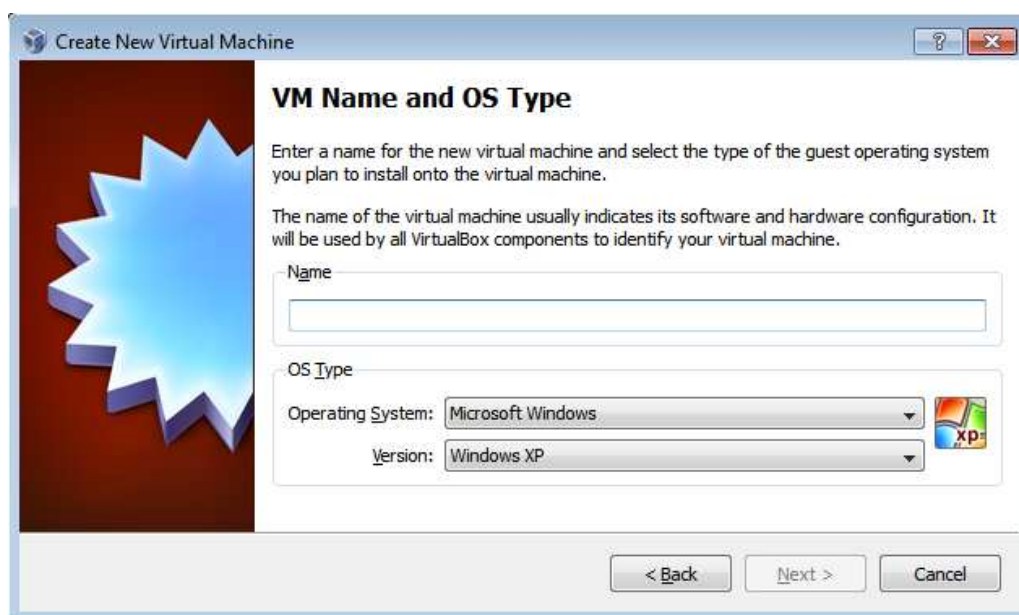 Create New Virtual Machine
VM Name and OS Type
Enter a name for the new virtual machine and select the type of the guest operating system
you plan to install onto the virtual machine.
The name of the virtual machine usually indicates its software and hardware configuration. It
will be used by all VirtualBox components to identify your virtual machine.
Name
OS Type
Operating System: Microsoft Windows
xp
Version: Windows XP
< Back Next > Cancel